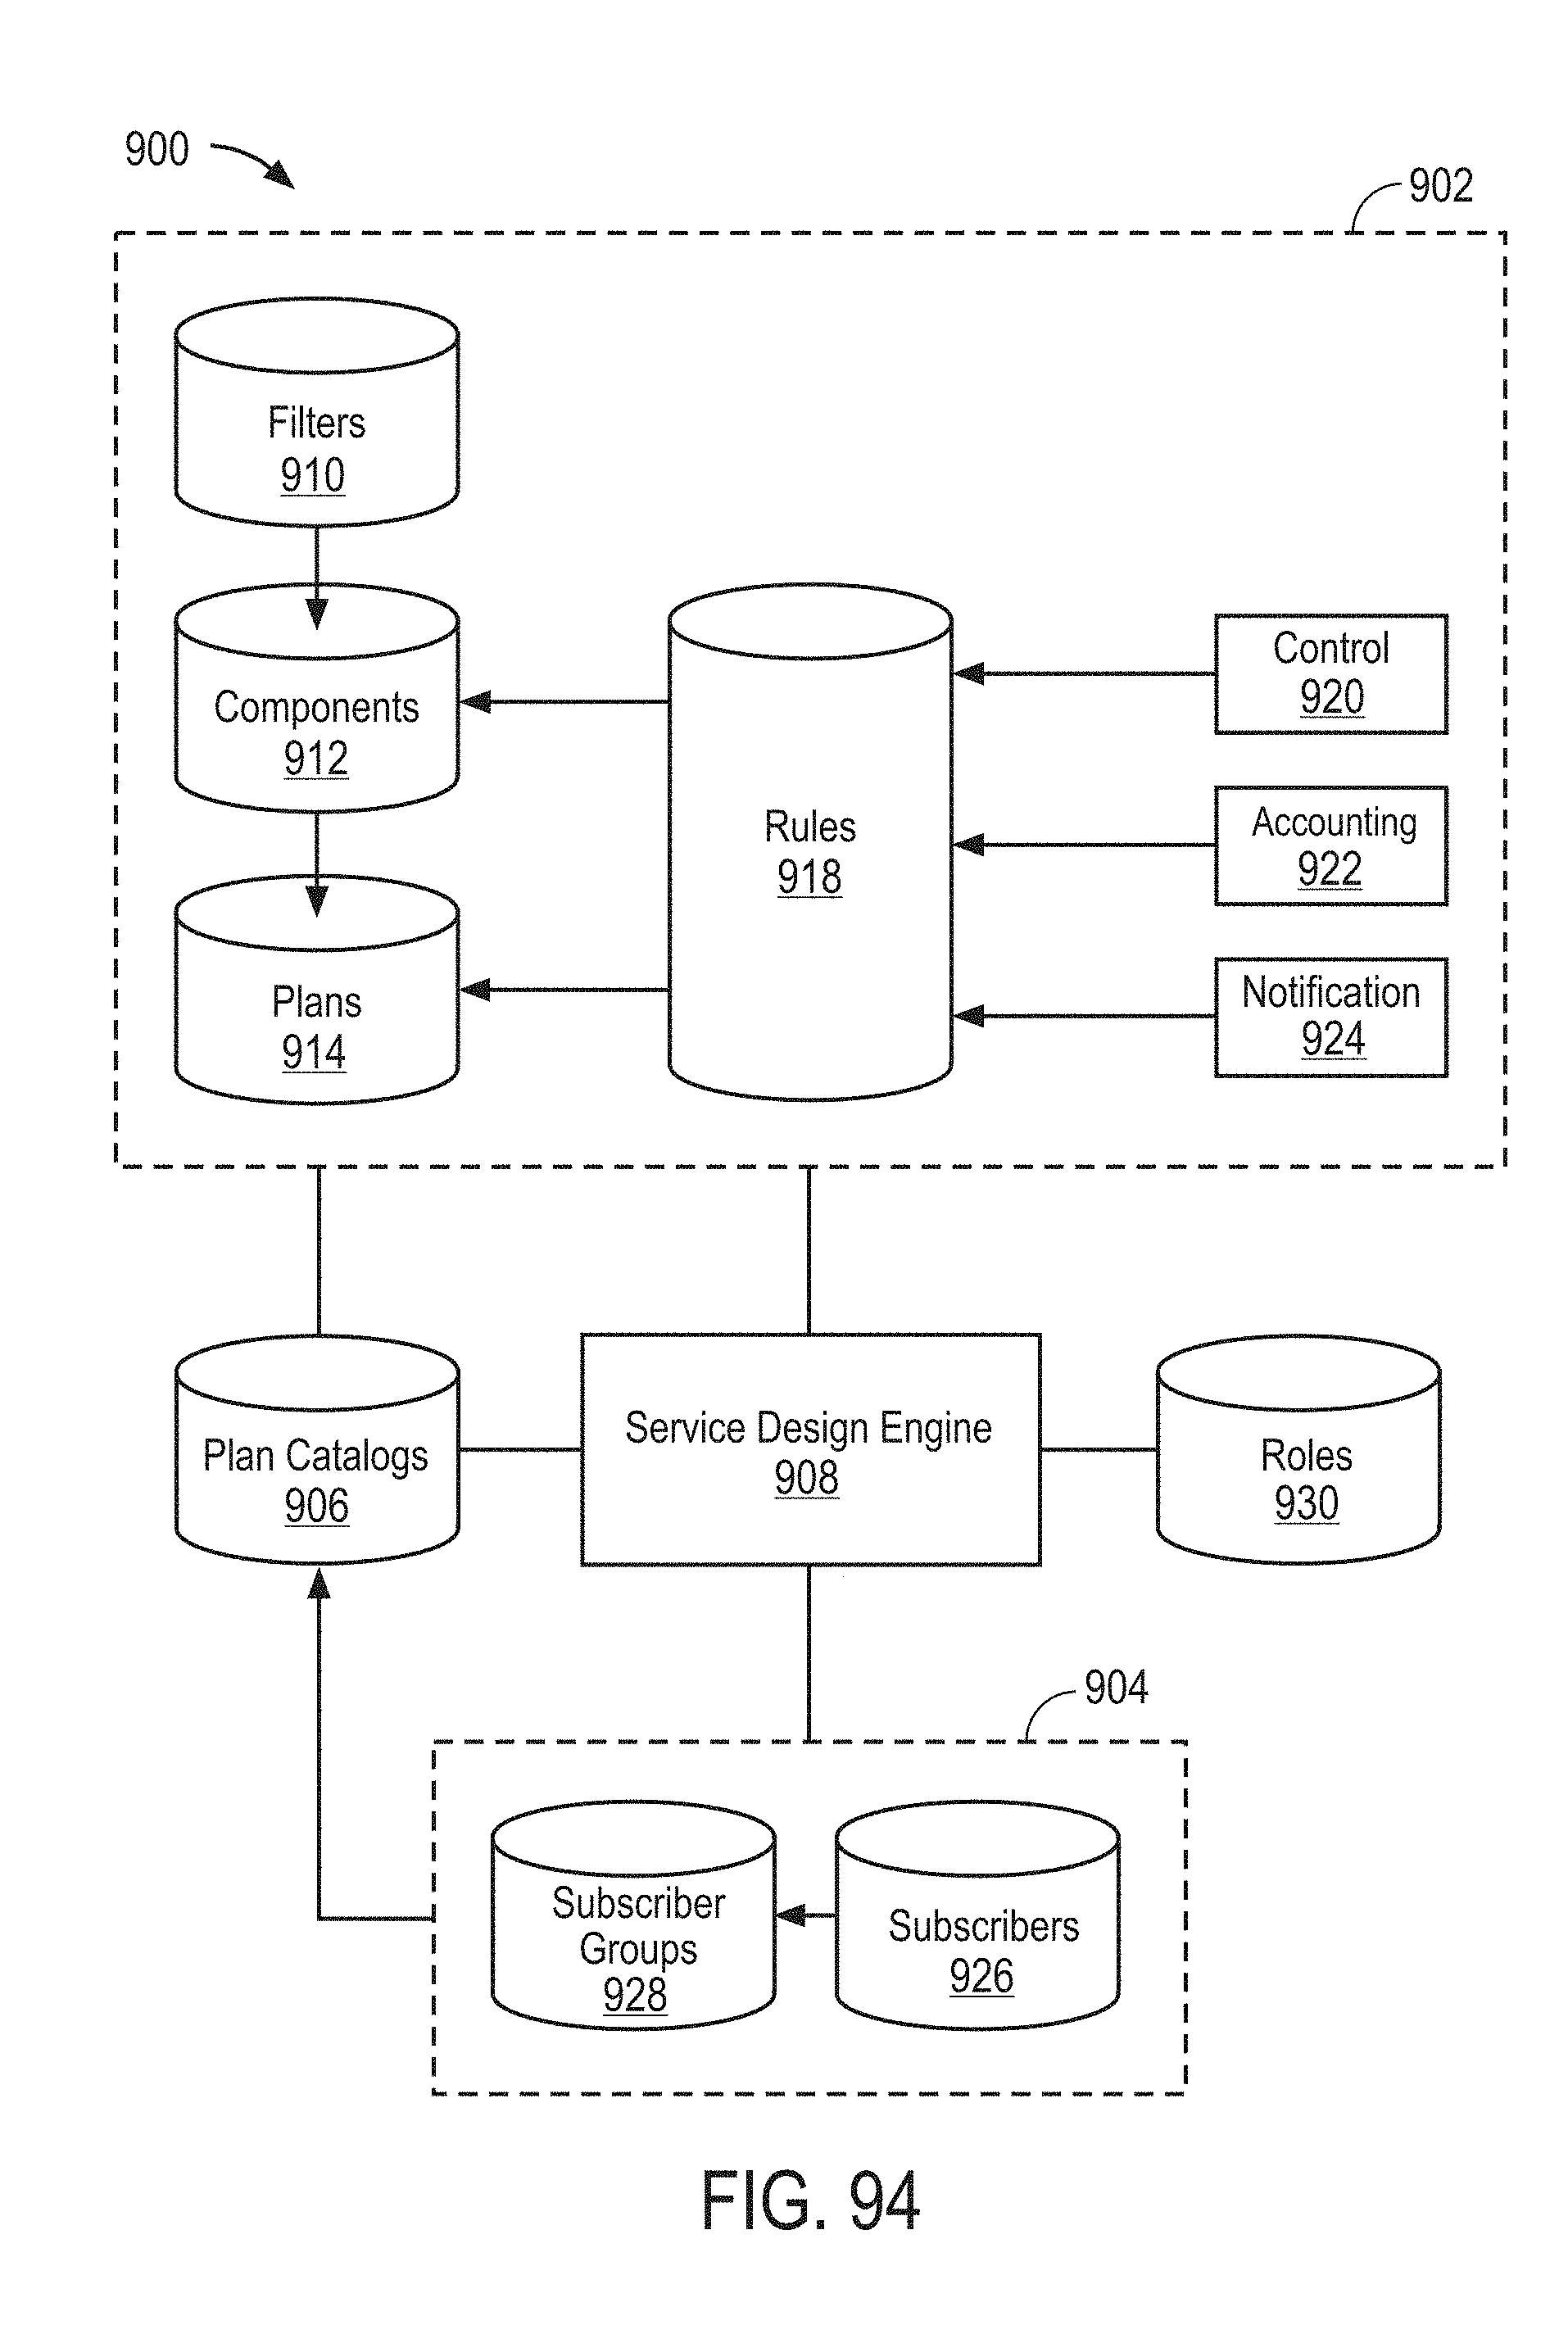 900
902
Filters
910
Components
912
Plans
914
Rules
918
Control
920
Accounting
922
Notification
924
Plan Catalogs
906
Service Design Engine
908
Roles
930
904
Subscriber
Groups
928
Subscribers
926
FIG. 94